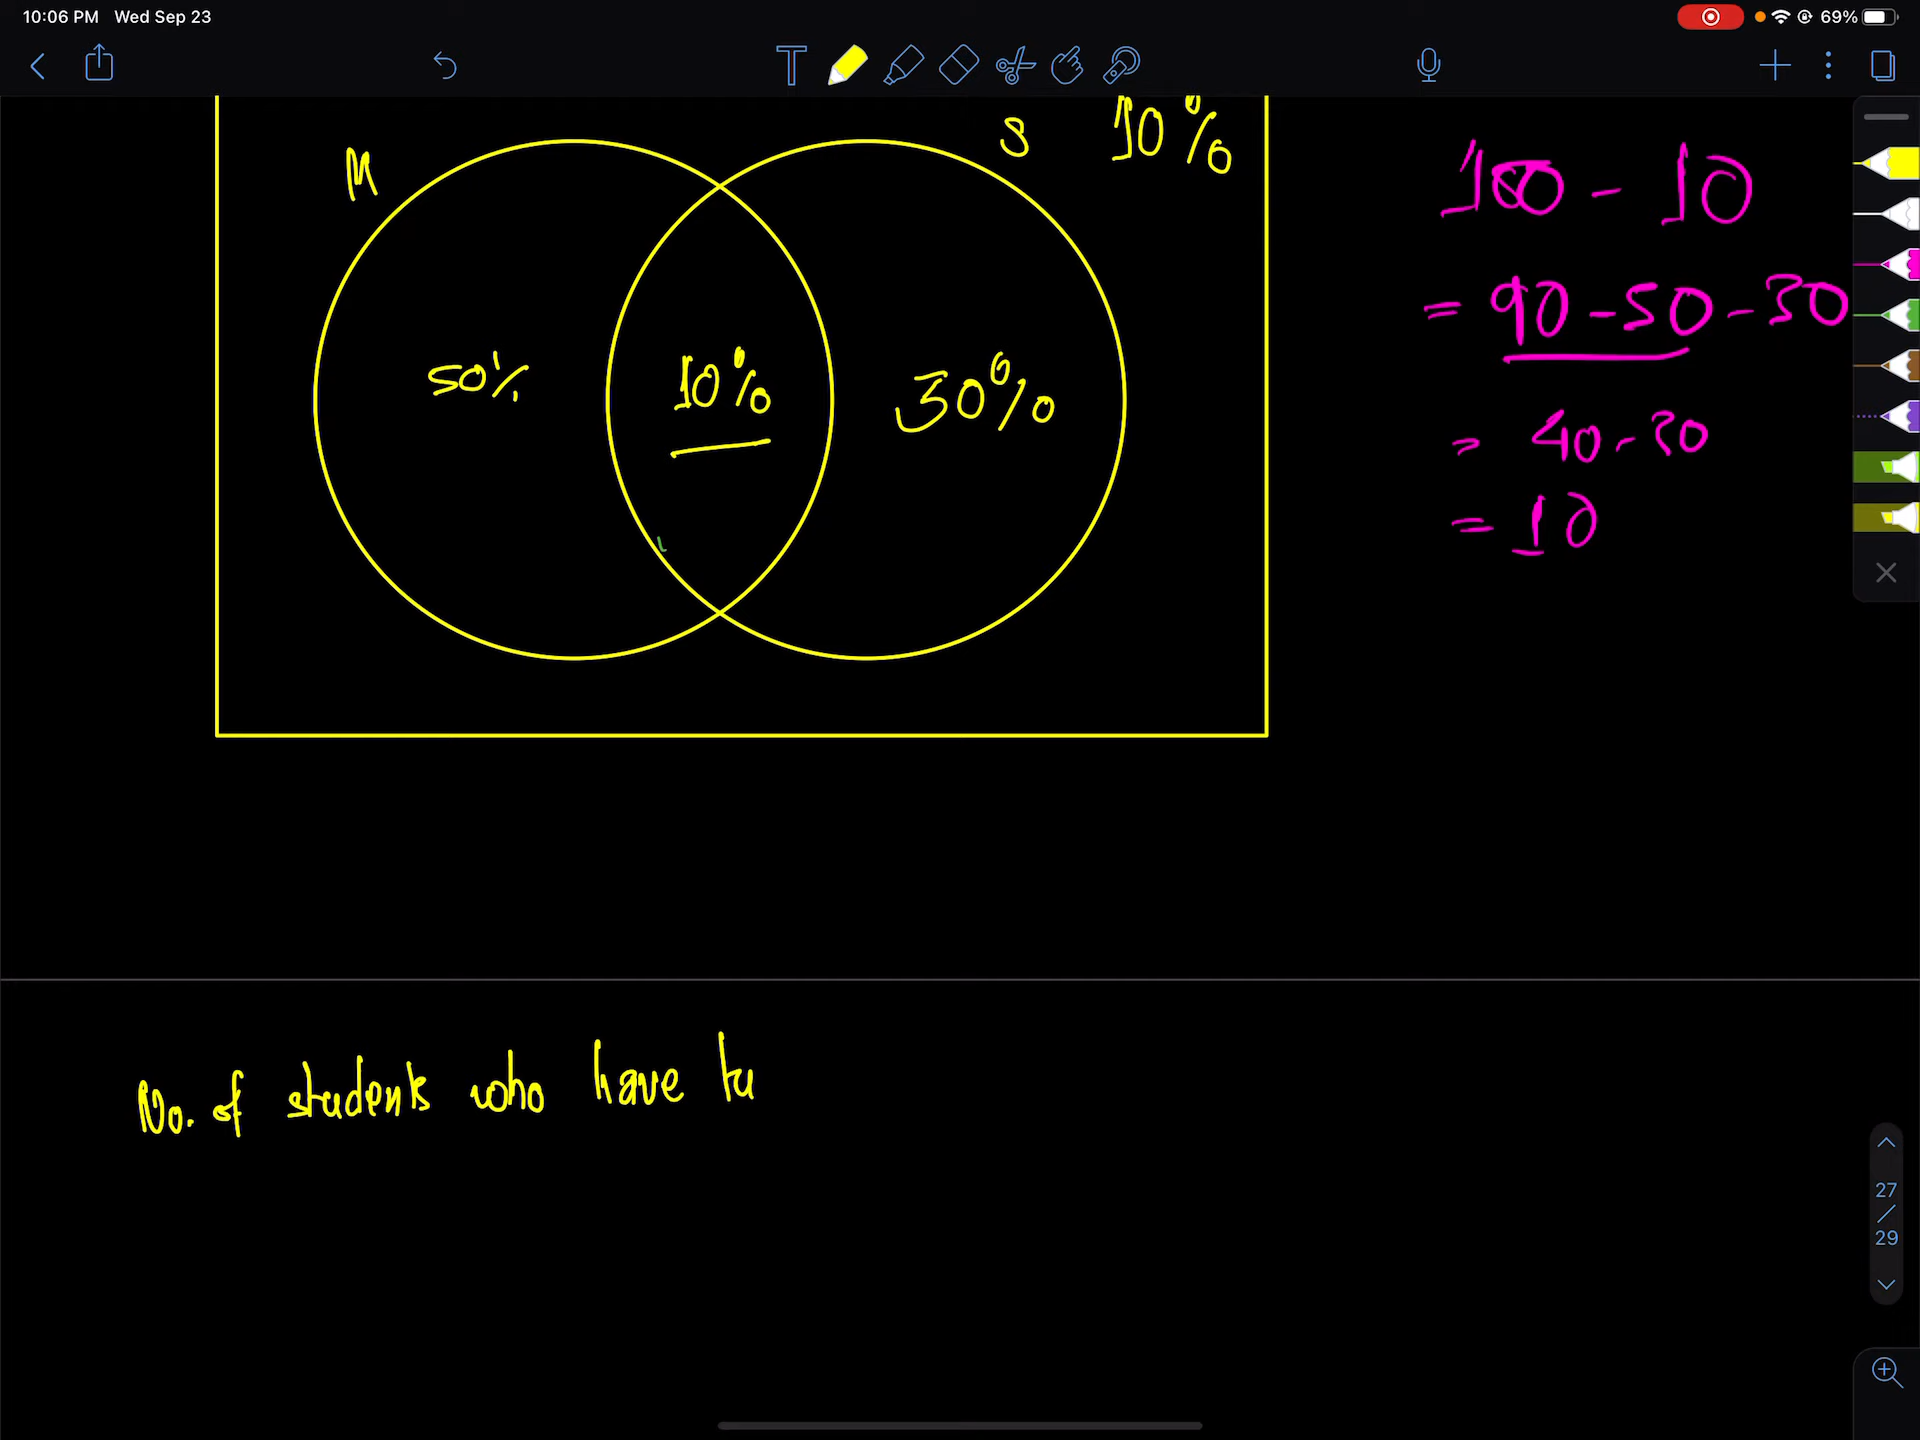 10:06 PM Wed Sep 23
69%
T
M
S 10%
50%
10%
30%
100 - 10
= 90 - 50 - 30
= 40 - 30
= 10
No. of students who have tu
27
/
29